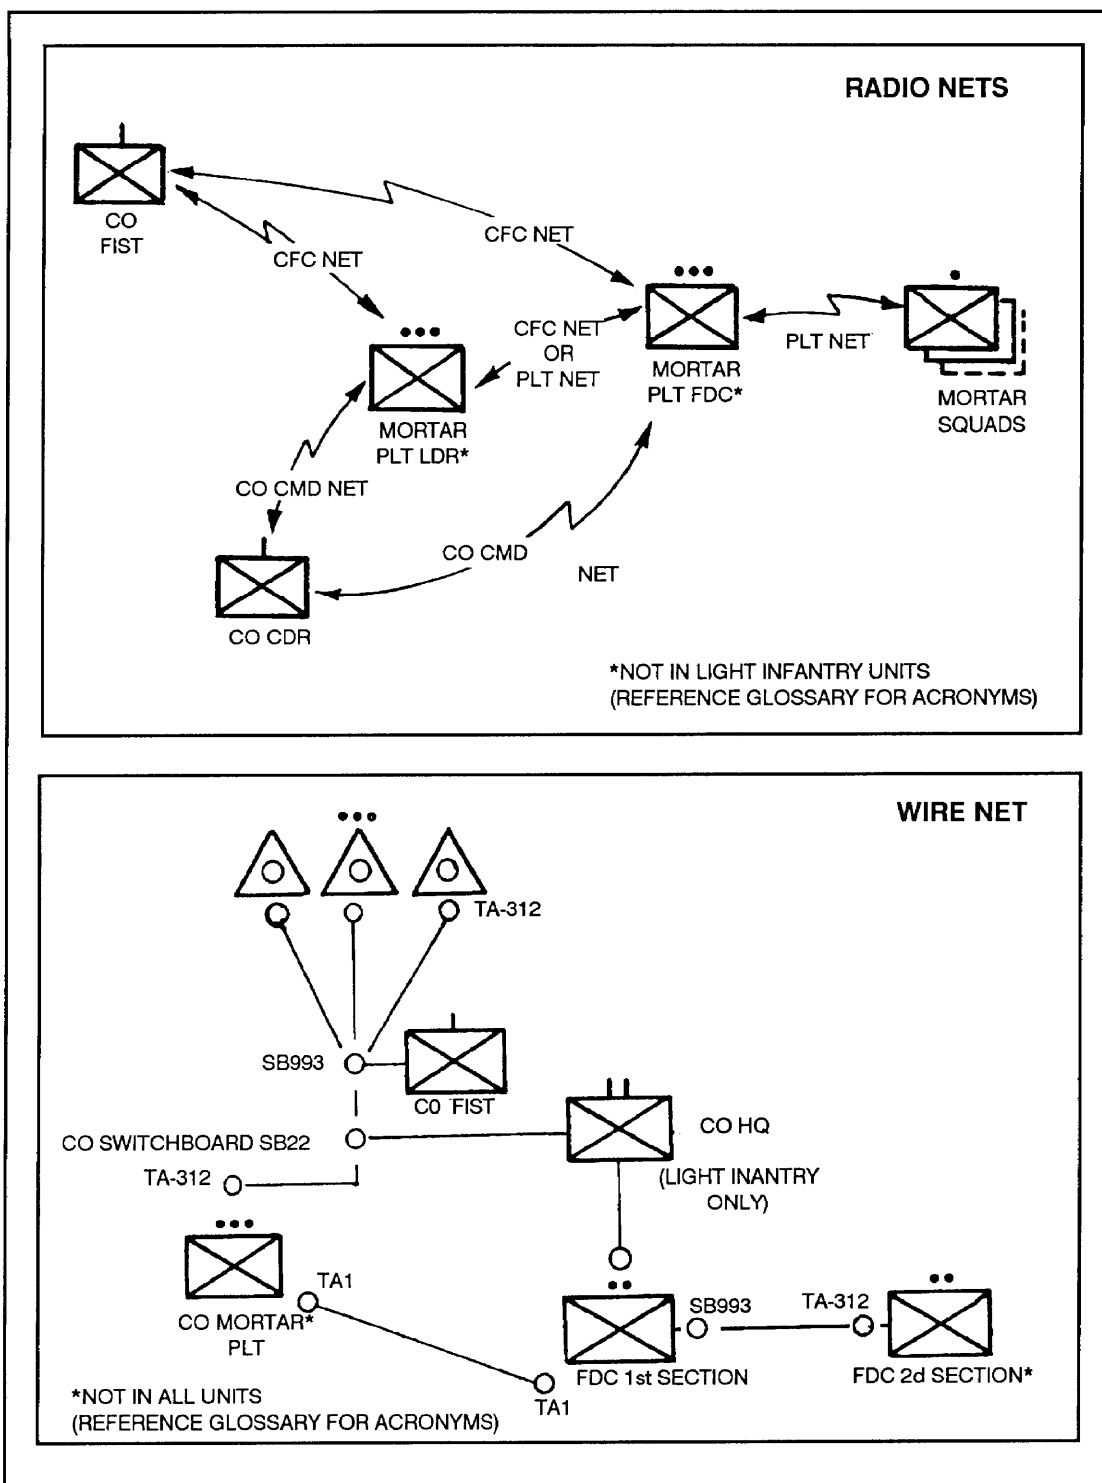 RADIO NETS
CO
FIST
CFC NET
CFC NET
CFC NET
OR
PLT NET
MORTAR
PLT FDC*
PLT NET
MORTAR
SQUADS
MORTAR
PLT LDR*
CO CMD NET
CO CMD
NET
CO CDR
*NOT IN LIGHT INFANTRY UNITS
(REFERENCE GLOSSARY FOR ACRONYMS)
WIRE NET
TA-312
SB993
C0 FIST
CO SWITCHBOARD SB22
CO HQ
TA-312
(LIGHT INANTRY
ONLY)
TA1
CO MORTAR*
PLT
SB993
TA-312
FDC 1st SECTION
FDC 2d SECTION*
TA1
*NOT IN ALL UNITS
(REFERENCE GLOSSARY FOR ACRONYMS)